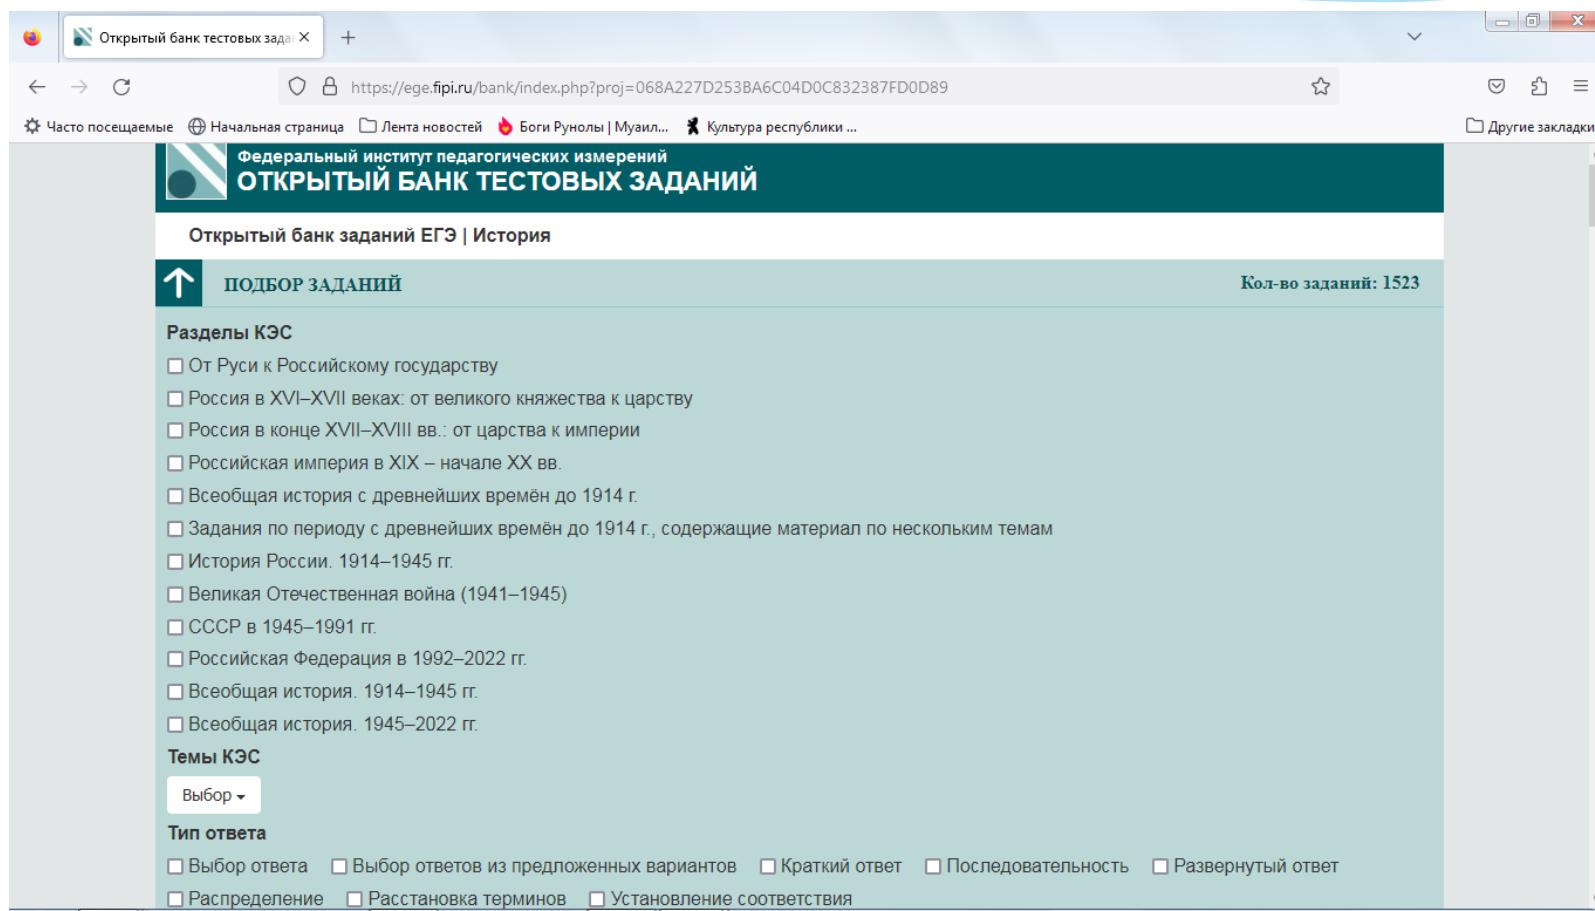 Открытый банк тестовых зада
https://ege.fipi.ru/bank/index.php?proj=068A227D253BA6C04D0C832387FD0D89
Часто посещаемые Начальная страница Лента новостей Боги Рунолы | Муаил... Культура республики ... Другие закладки
Федеральный институт педагогических измерений
ОТКРЫТЫЙ БАНК ТЕСТОВЫХ ЗАДАНИЙ
Открытый банк заданий ЕГЭ | История
ПОДБОР ЗАДАНИЙ Кол-во заданий: 1523
Разделы КЭС
От Руси к Российскому государству
Россия в XVI–XVII веках: от великого княжества к царству
Россия в конце XVII–XVIII вв.: от царства к империи
Российская империя в XIX – начале XX вв.
Всеобщая история с древнейших времён до 1914 г.
Задания по периоду с древнейших времён до 1914 г., содержащие материал по нескольким темам
История России. 1914–1945 гг.
Великая Отечественная война (1941–1945)
СССР в 1945–1991 гг.
Российская Федерация в 1992–2022 гг.
Всеобщая история. 1914–1945 гг.
Всеобщая история. 1945–2022 гг.
Темы КЭС
Выбор
Тип ответа
Выбор ответа Выбор ответов из предложенных вариантов Краткий ответ Последовательность Развернутый ответ
Распределение Расстановка терминов Установление соответствия